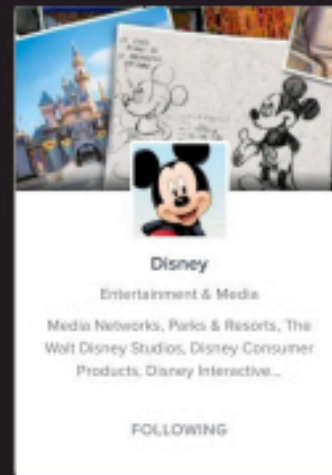 Disney
Entertainment & Media
Media Networks, Parks & Resorts, The
Walt Disney Studios, Disney Consumer
Products, Disney Interactive...
FOLLOWING